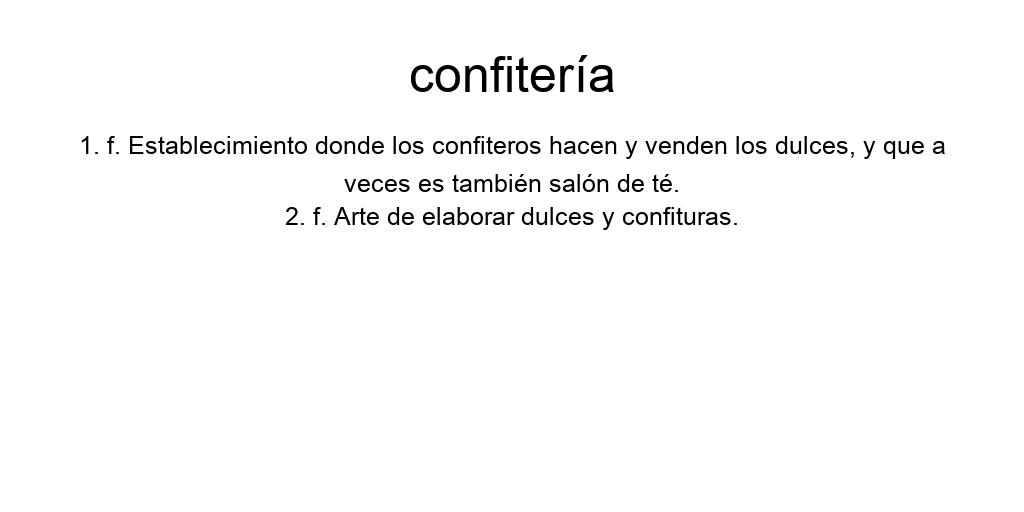 confitería
1. f. Establecimiento donde los confiteros hacen y venden los dulces, y que a
veces es también salón de té.
2. f. Arte de elaborar dulces y confituras.